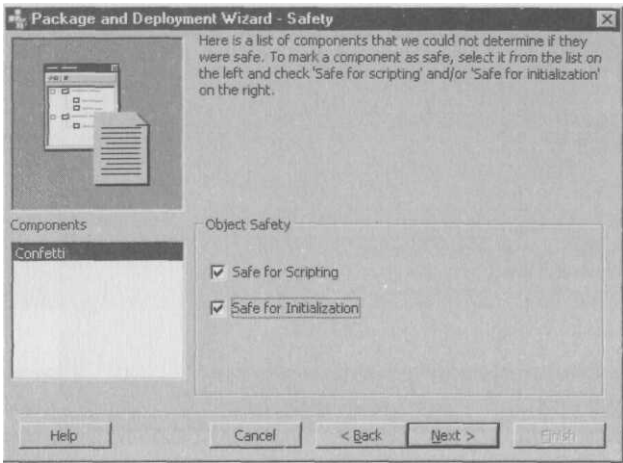 Package and Deployment Wizard - Safety
Here is a list of components that we could not determine if they
were safe. To mark a component as safe, select it from the list on
the left and check 'Safe for scripting' and/or 'Safe for initialization'
on the right.
Components
Object Safety
Confetti
Safe for Scripting
Safe for Initialization
Help
Cancel
< Back
Next >
Finish